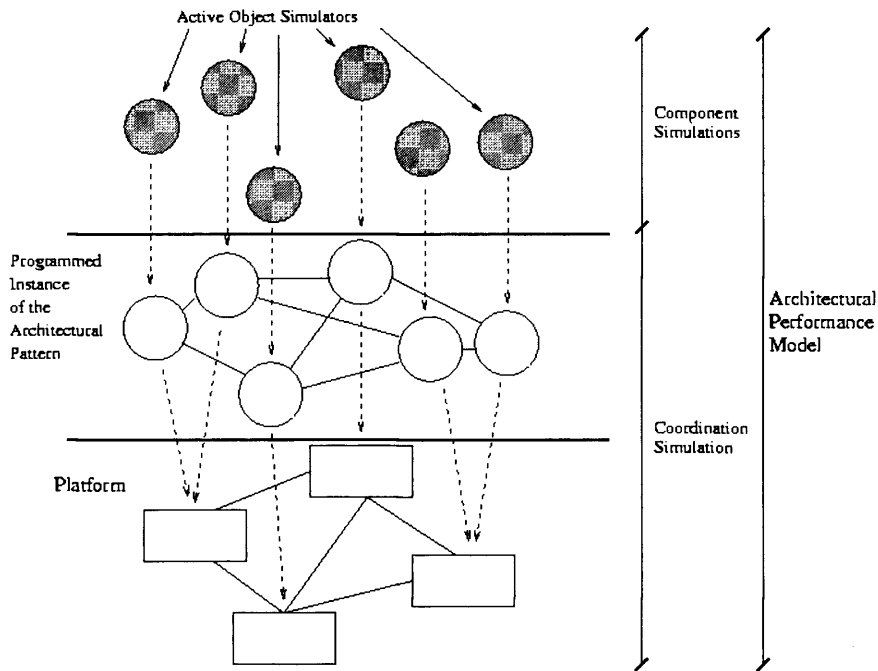 Active Object Simulators
Component
Simulations
Programmed
Instance
of the
Architectural
Pattern
Architectural
Performance
Model
Coordination
Simulation
Platform